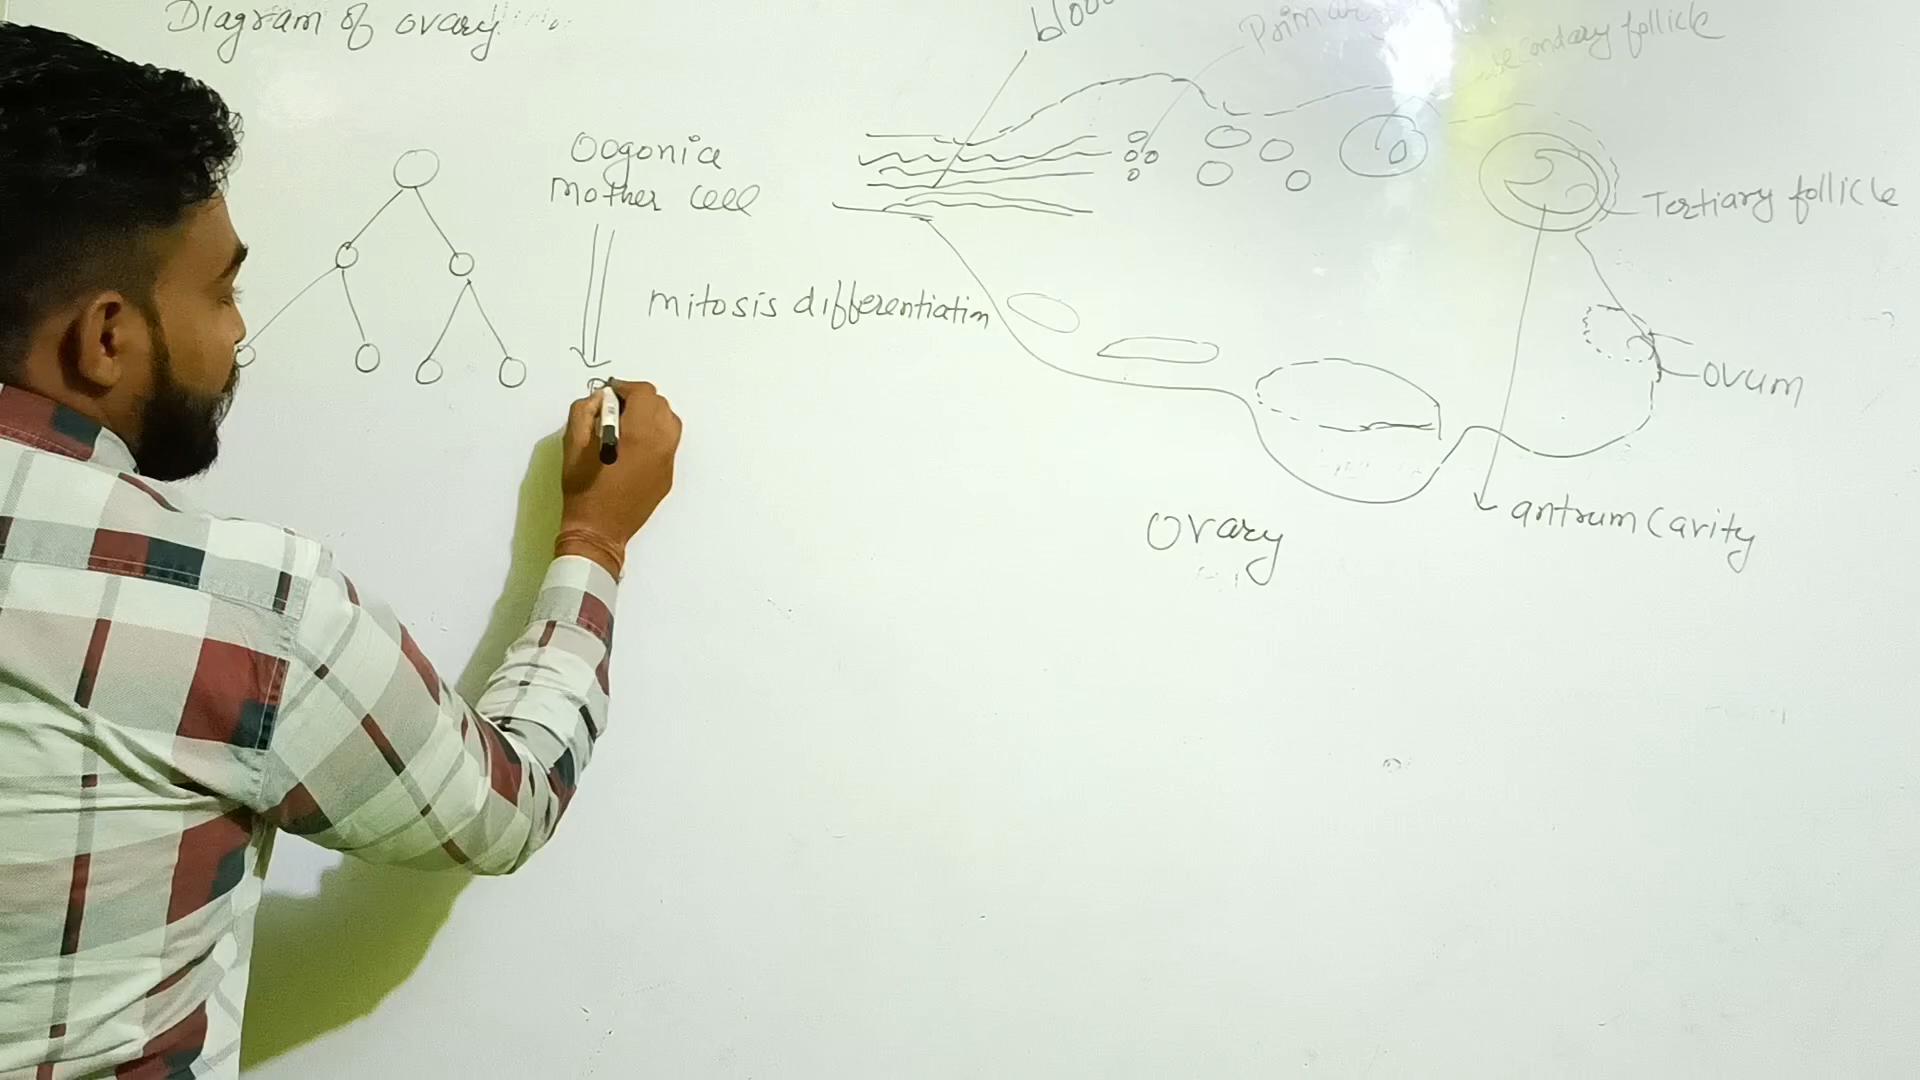 Diagram of ovary
Oogonia
Mother cell
Mitosis differentiation
Secondary follicle
Tertiary follicle
ovum
antrum cavity
Ovary